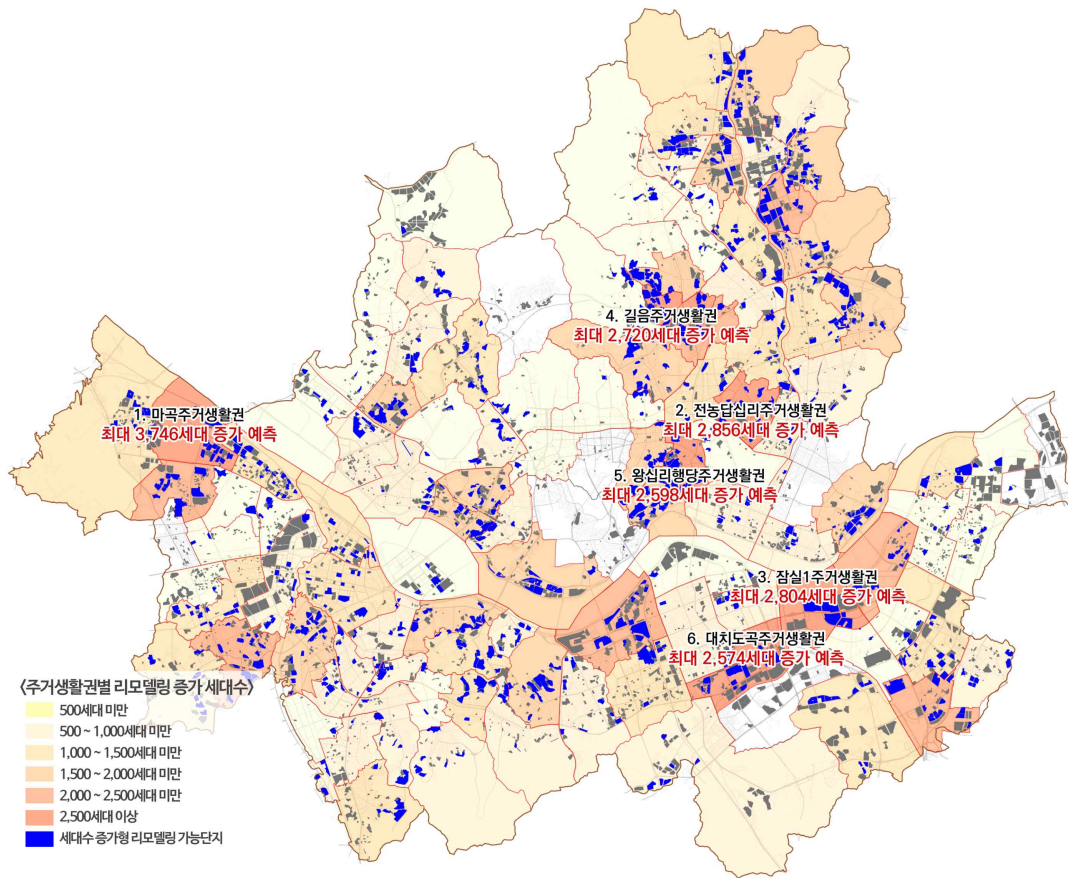 4. 길음주거생활권
최대 2,720세대 증가 예측
1. 마곡주거생활권
최대 3,746세대 증가 예측
2. 전농답십리주거생활권
최대 2,856세대 증가 예측
5. 왕십리행당주거생활권
최대 2,598세대 증가 예측
3. 잠실1주거생활권
최대 2,804세대 증가 예측
6. 대치도곡주거생활권
최대 2,574세대 증가 예측
〈주거생활권별 리모델링 증가 세대수〉
500세대 미만
500 ~ 1,000세대 미만
1,000 ~ 1,500세대 미만
1,500 ~ 2,000세대 미만
2,000 ~ 2,500세대 미만
2,500세대 이상
세대수 증가형 리모델링 가능단지